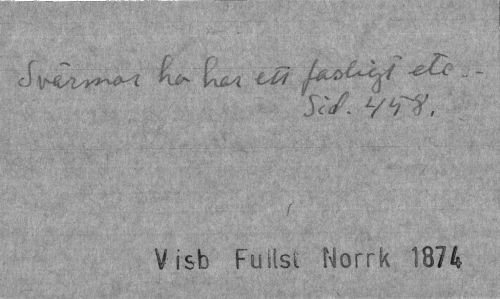 Svärmor ha har ett fasligt etc...
Sid. 458.
Visb Fullst Norrk 1874